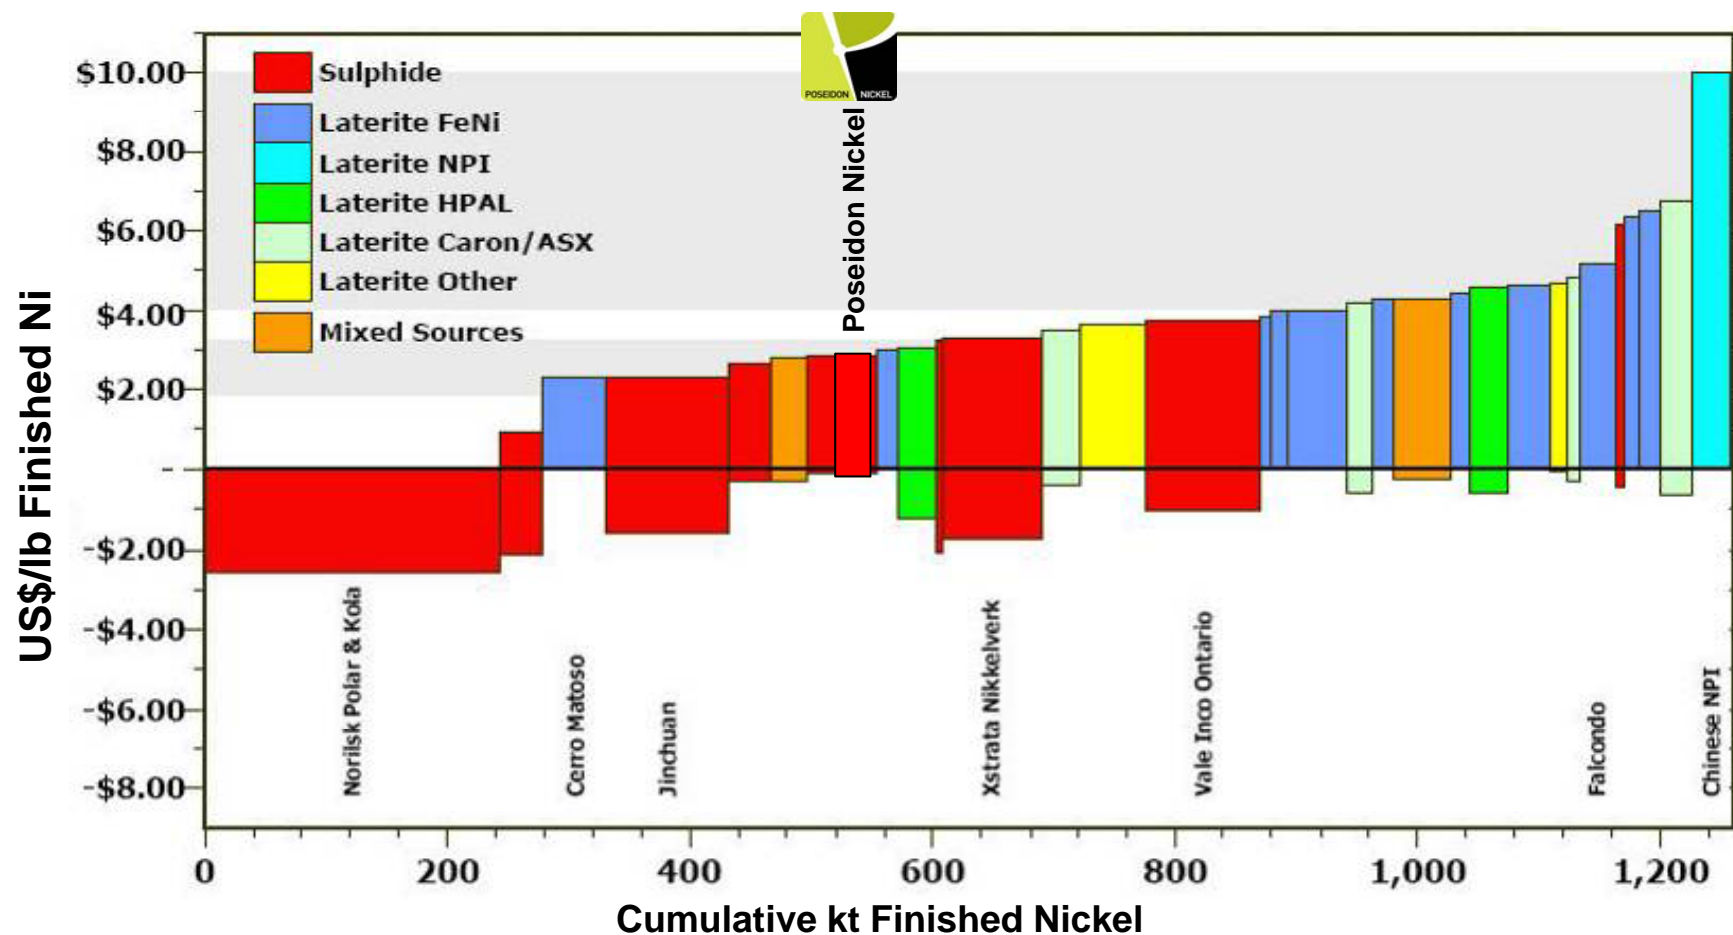 POSEIDON NICKEL
Poseidon Nickel
Sulphide
Laterite FeNi
Laterite NPI
Laterite HPAL
Laterite Caron/ASX
Laterite Other
Mixed Sources
US$/lb Finished Ni
$10.00
$8.00
$6.00
$4.00
$2.00
-
-$2.00
-$4.00
-$6.00
-$8.00
Norilsk Polar & Kola
Cerro Matoso
Jinchuan
Xstrata Nikkelverk
Vale Inco Ontario
Falcondo
Chinese NPI
0 200 400 600 800 1,000 1,200
Cumulative kt Finished Nickel